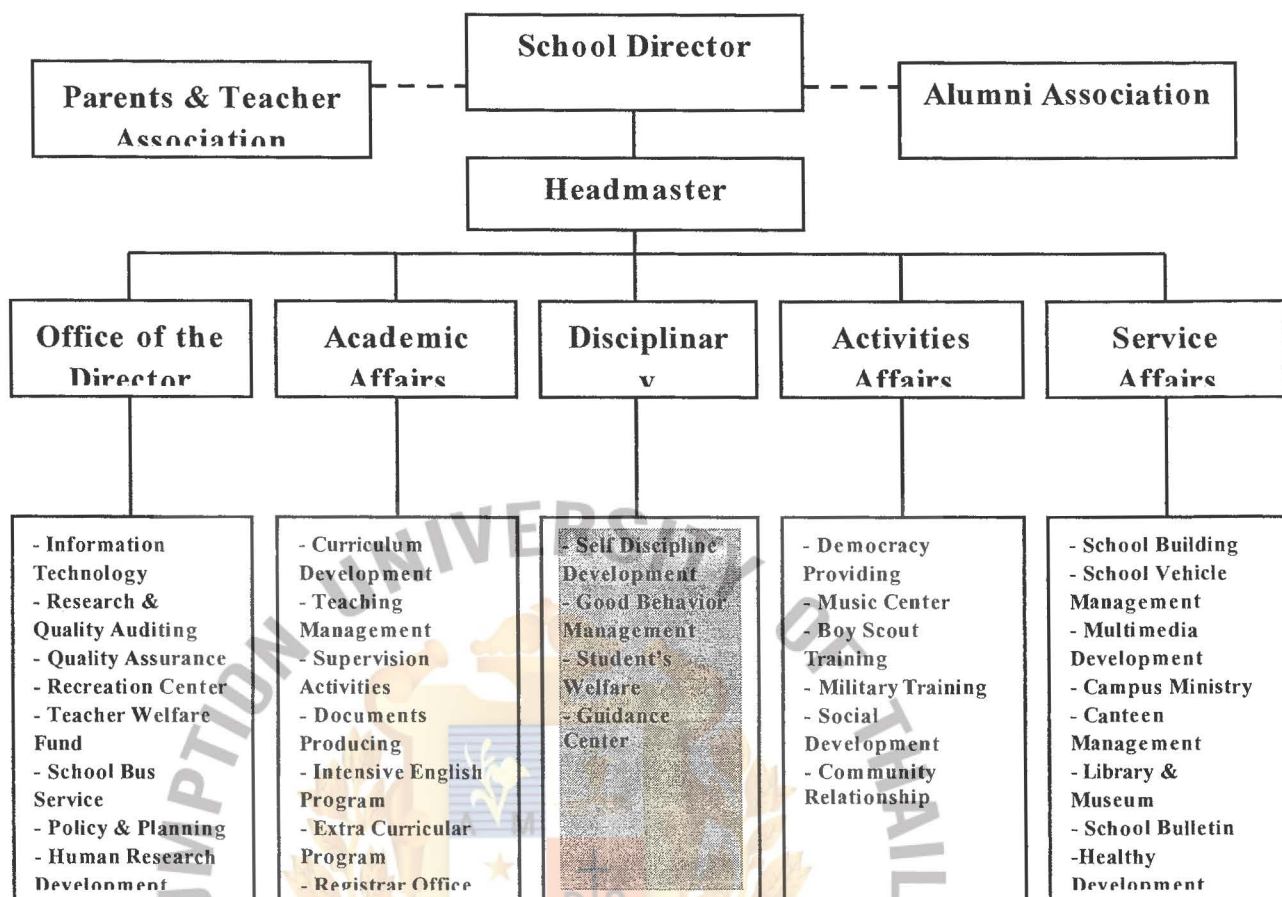 School Director
Parents & Teacher
Association
Alumni Association
Headmaster
Office of the
Director
Academic
Affairs
Disciplinar
y
Activities
Affairs
Service
Affairs
- Information
Technology
- Research &
Quality Auditing
- Quality Assurance
- Recreation Center
- Teacher Welfare
Fund
- School Bus
Service
- Policy & Planning
- Human Research
Development
- Curriculum
Development
- Teaching
Management
- Supervision
Activities
- Documents
Producing
- Intensive English
Program
- Extra Curricular
Program
- Registrar Office
- Self Discipline
Development
- Good Behavior
Management
- Student's
Welfare
- Guidance
Center
- Democracy
Providing
- Music Center
- Boy Scout
Training
- Military Training
- Social
Development
- Community
Relationship
- School Building
- School Vehicle
Management
- Multimedia
Development
- Campus Ministry
- Canteen
Management
- Library &
Museum
- School Bulletin
-Healthy
Development
UMPTION UNIVERSITY OF THAIL
A M